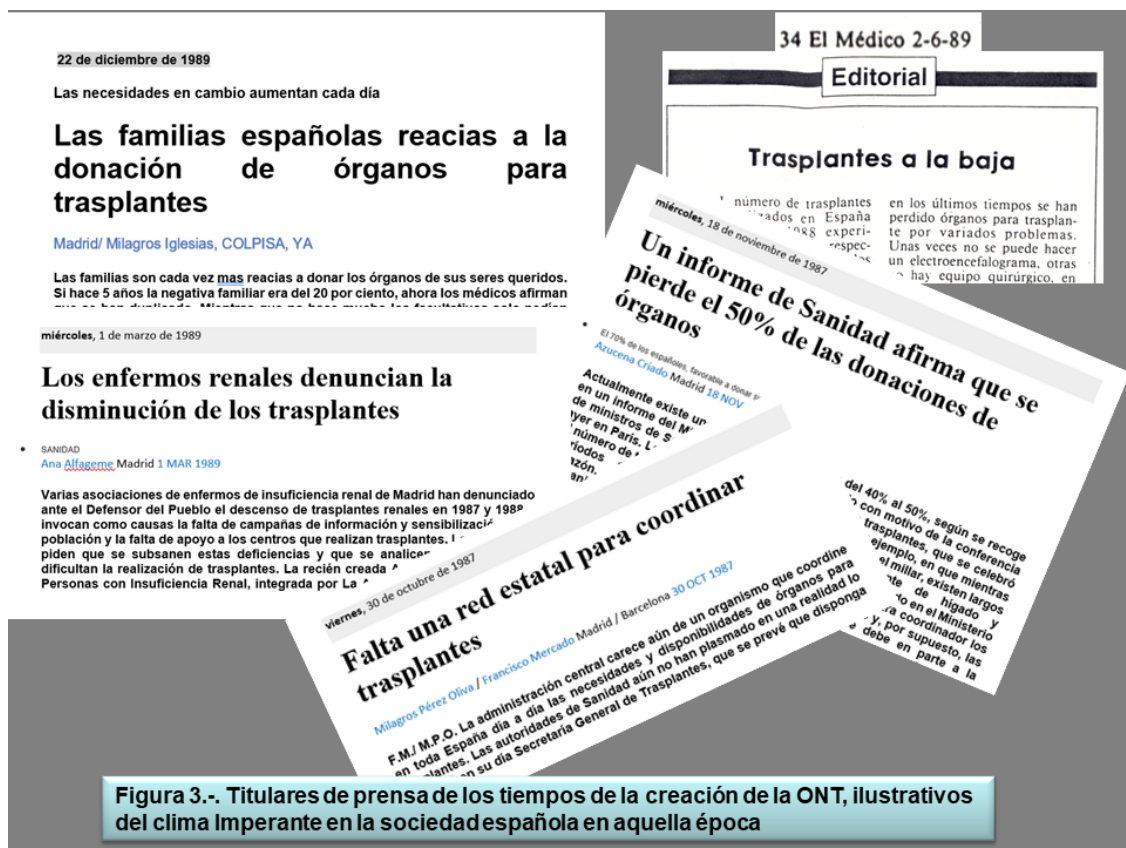 22 de diciembre de 1989
Las necesidades en cambio aumentan cada día
Las familias españolas reacias a la
donación de órganos para
trasplantes
Madrid/ Milagros Iglesias, COLPISA, YA
Las familias son cada vez mas reacias a donar los órganos de sus seres queridos.
Si hace 5 años la negativa familiar era del 20 por ciento, ahora los médicos afirman
34 El Médico 2-6-89
Editorial
Trasplantes a la baja
número de trasplantes
en España
experi-
respec-
en los últimos tiempos se han
perdido órganos para trasplan-
te por variados problemas.
Unas veces no se puede hacer
un electroencefalograma, otras
hay equipo quirúrgico, en
miércoles, 18 de noviembre de 1987
Un informe de Sanidad afirma que se
pierde el 50% de las donaciones de
órganos
El 70% de los españoles, favorable a donar
Azucena Criado Madrid 18 NOV
Actualmente existe un
en un informe del
de ministros de
en París.
número de
del 40% al 50%, según se recoge
con motivo de la conferencia
trasplantes, que se celebró
ejemplo, en que mientras
el millar, existen largos
de hígado y
en el Ministerio
coordinador los
y, por supuesto, las
debe en parte a la
miércoles, 1 de marzo de 1989
Los enfermos renales denuncian la
disminución de los trasplantes
• SANIDAD
Ana Alfageme Madrid 1 MAR 1989
Varias asociaciones de enfermos de insuficiencia renal de Madrid han denunciado
ante el Defensor del Pueblo el descenso de trasplantes renales en 1987 y 1988
invocan como causas la falta de campañas de información y
población y la falta de apoyo a los centros que realizan trasplantes.
piden que se subsanen estas deficiencias y que se
dificultan la realización de trasplantes. La recién creada
Personas con Insuficiencia Renal, integrada por La
viernes, 30 de octubre de 1987
Falta una red estatal para coordinar
trasplantes
Milagros Pérez Oliva / Francisco Mercado Madrid / Barcelona 30 OCT 1987
F.M./ M.P.O. La administración central carece aún de un organismo que coordine
en toda España día a día las necesidades y disponibilidades de órganos para
Las autoridades de Sanidad aún no han plasmado en una realidad lo
en su día Secretaría General de Trasplantes, que se prevé que disponga
Figura 3.-. Titulares de prensa de los tiempos de la creación de la ONT, ilustrativos
del clima Imperante en la sociedad española en aquella época